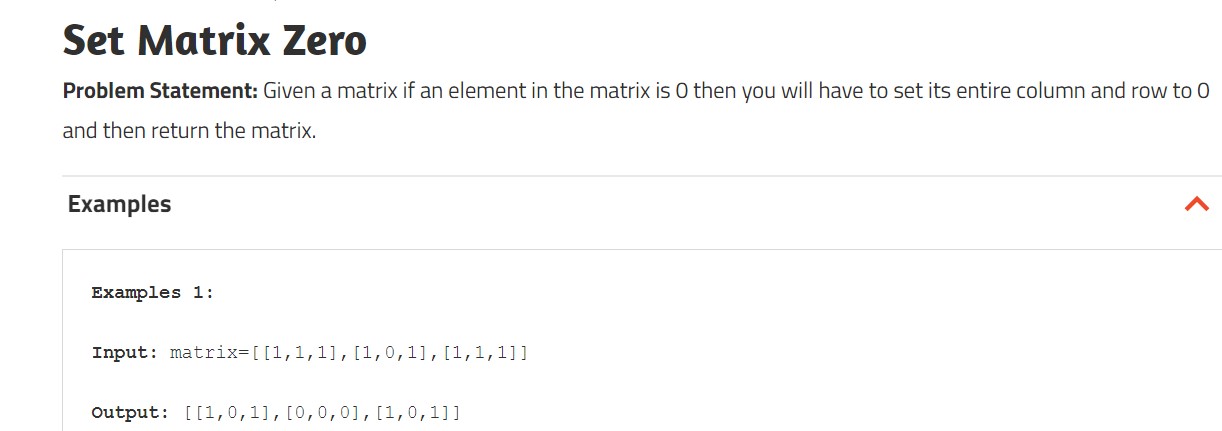 Set Matrix Zero
Problem Statement: Given a matrix if an element in the matrix is 0 then you will have to set its entire column and row to 0
and then return the matrix.
Examples
Examples 1:
Input: matrix=[[1,1,1],[1,0,1],[1,1,1]]
Output: [[1,0,1],[0,0,0],[1,0,1]]